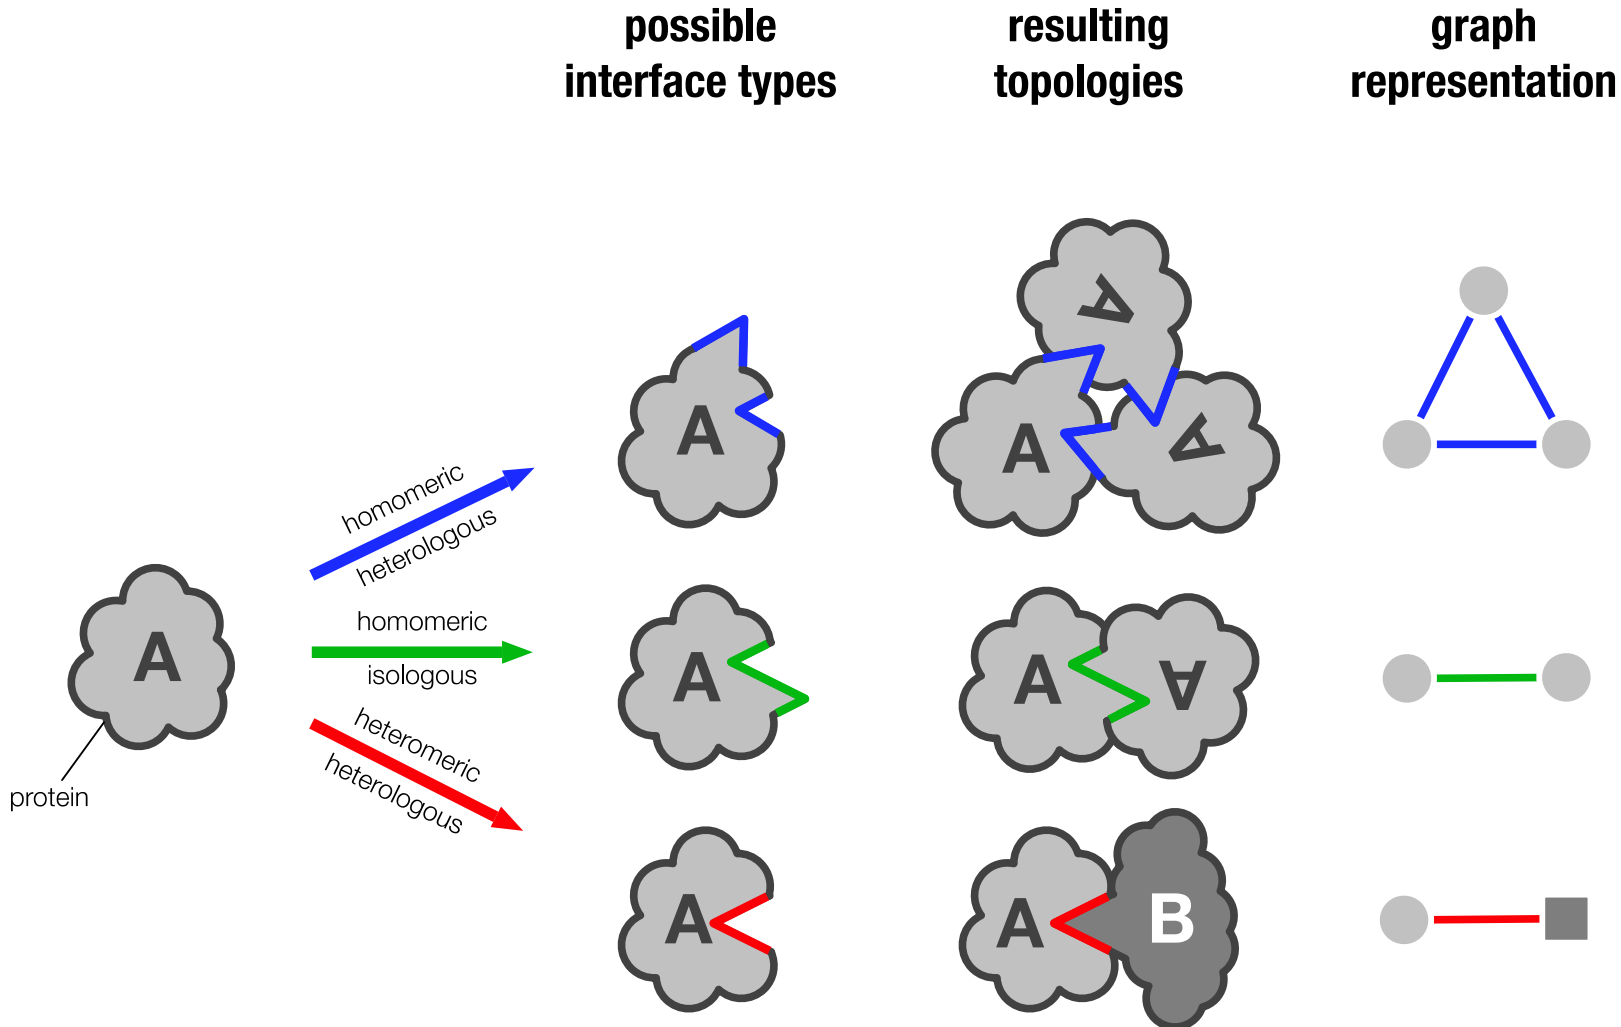 possible
interface types
resulting
topologies
graph
representation
A
A
A
A
homomeric
heterologous
A
homomeric
isologous
A
A
A
heteromeric
heterologous
protein
A
A
B